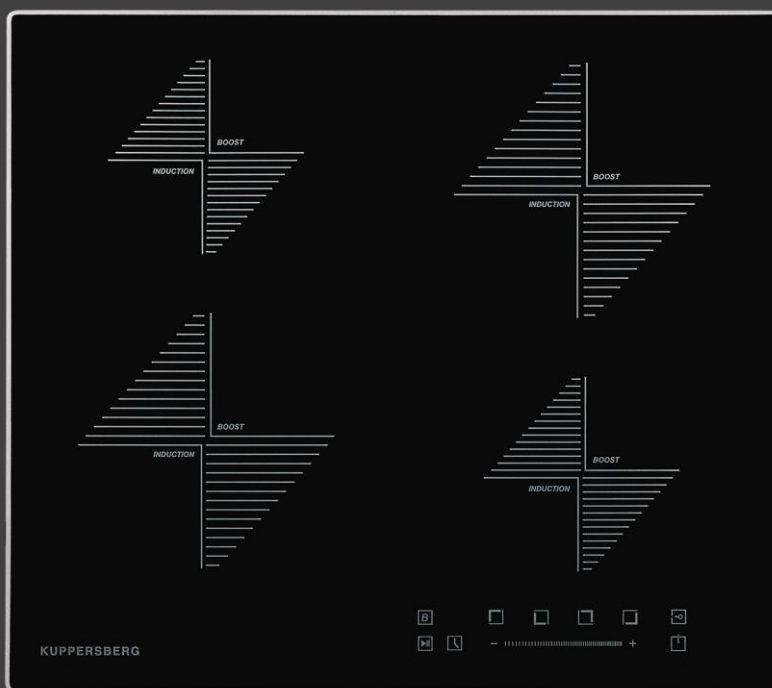 BOOST
INDUCTION
BOOST
INDUCTION
BOOST
INDUCTION
BOOST
INDUCTION
B
− +
KUPPERSBERG